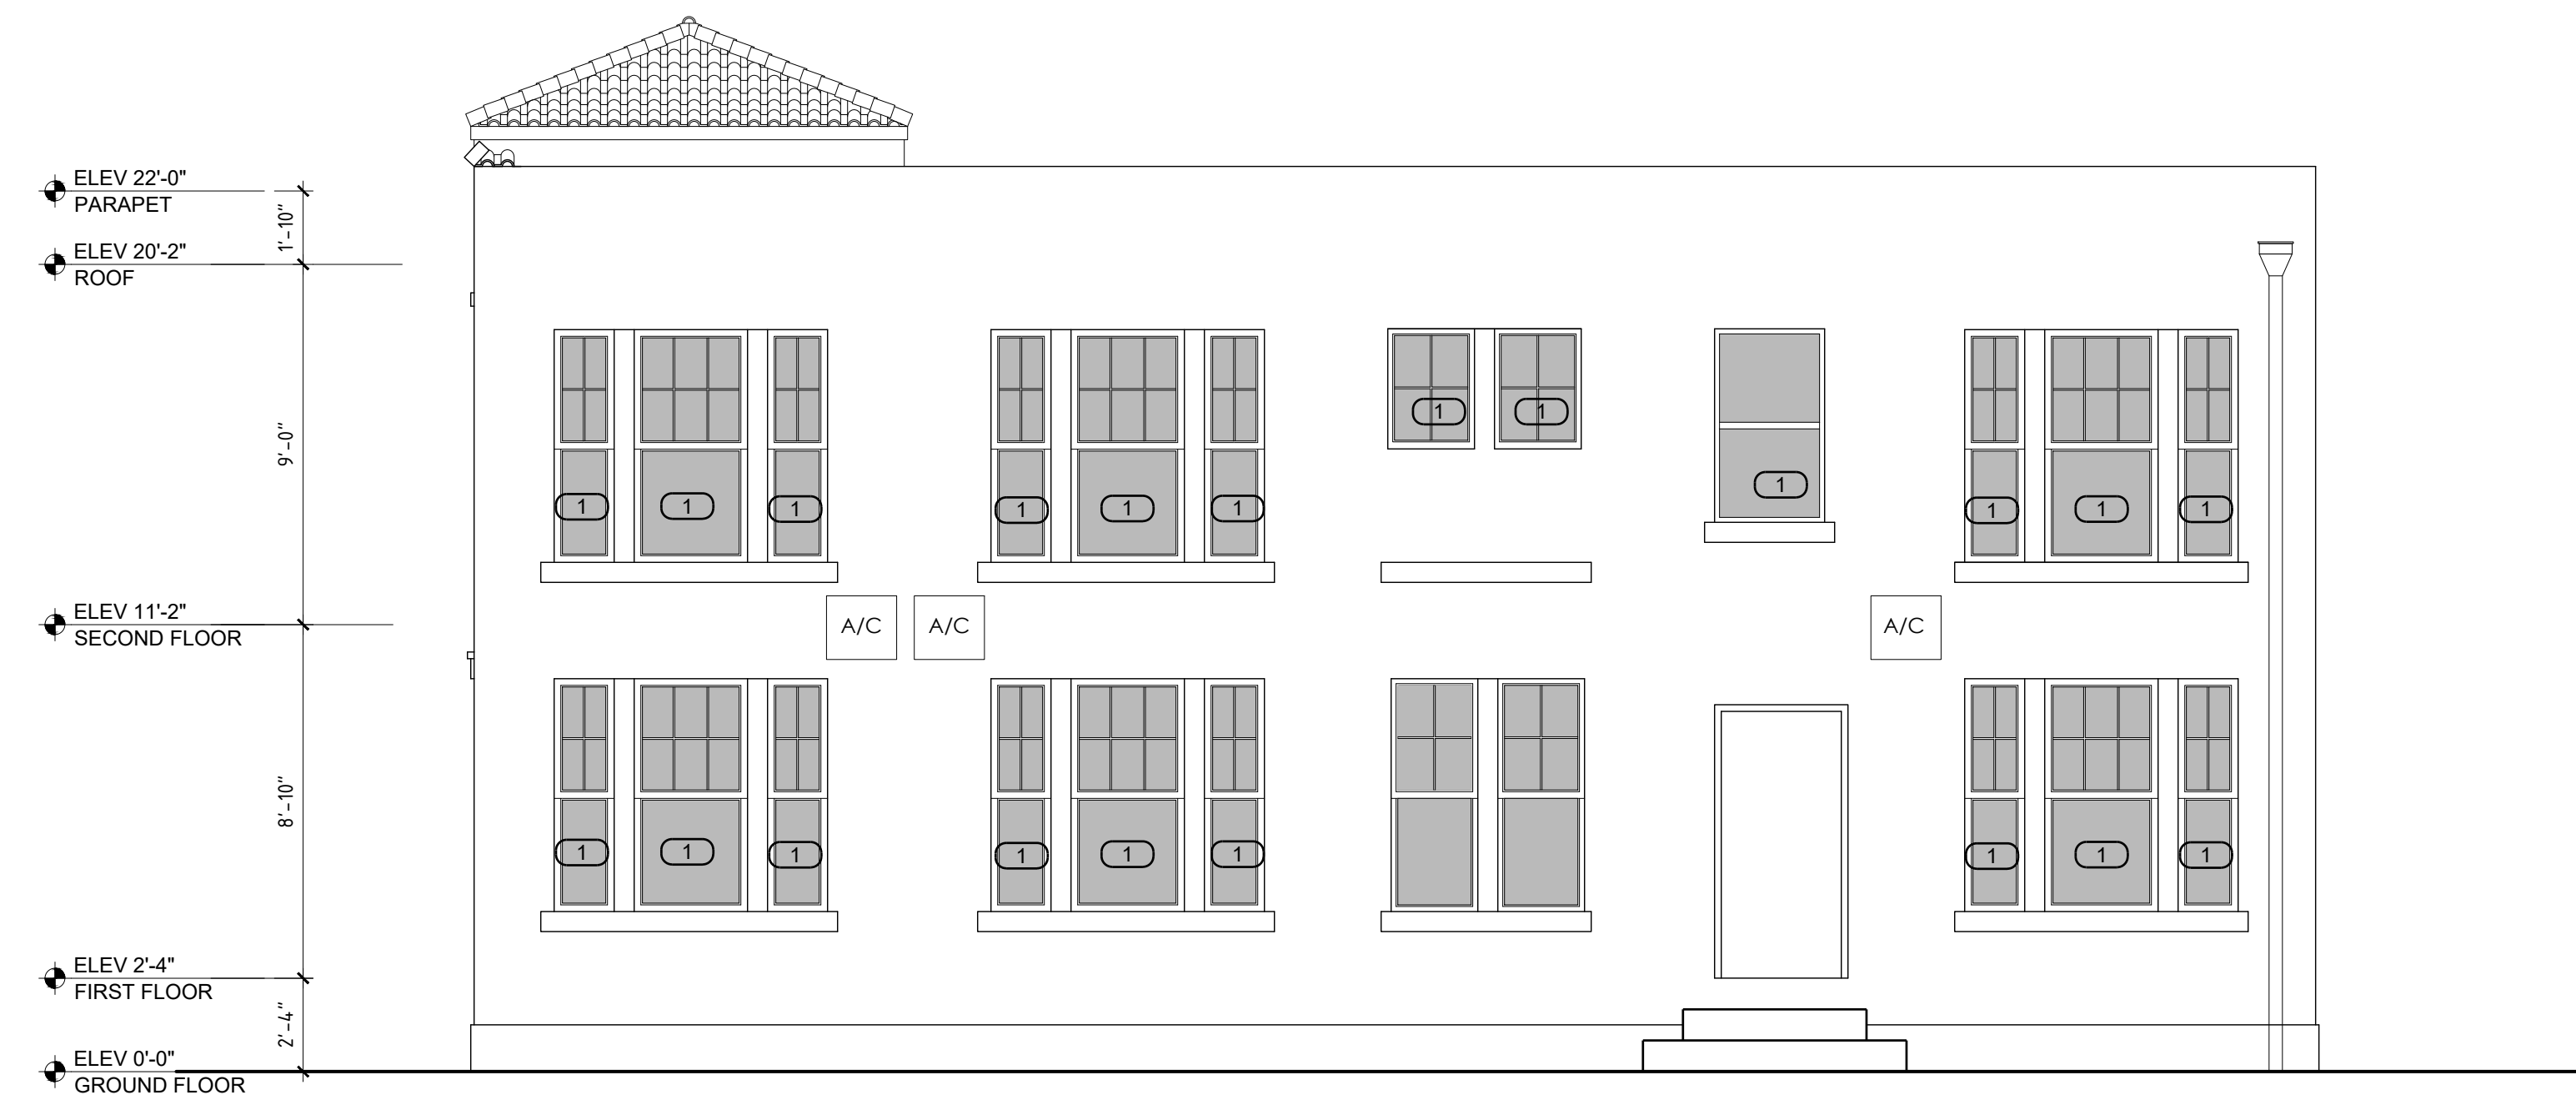 ELEV 22'-0"
PARAPET
1'-10"
ELEV 20'-2"
ROOF
9'-0"
1 1
1
1 1 1 1 1 1 1 1 1
ELEV 11'-2"
SECOND FLOOR
A/C A/C A/C
8'-10"
1 1 1 1 1 1 1 1 1
ELEV 2'-4"
FIRST FLOOR
2'-4"
ELEV 0'-0"
GROUND FLOOR